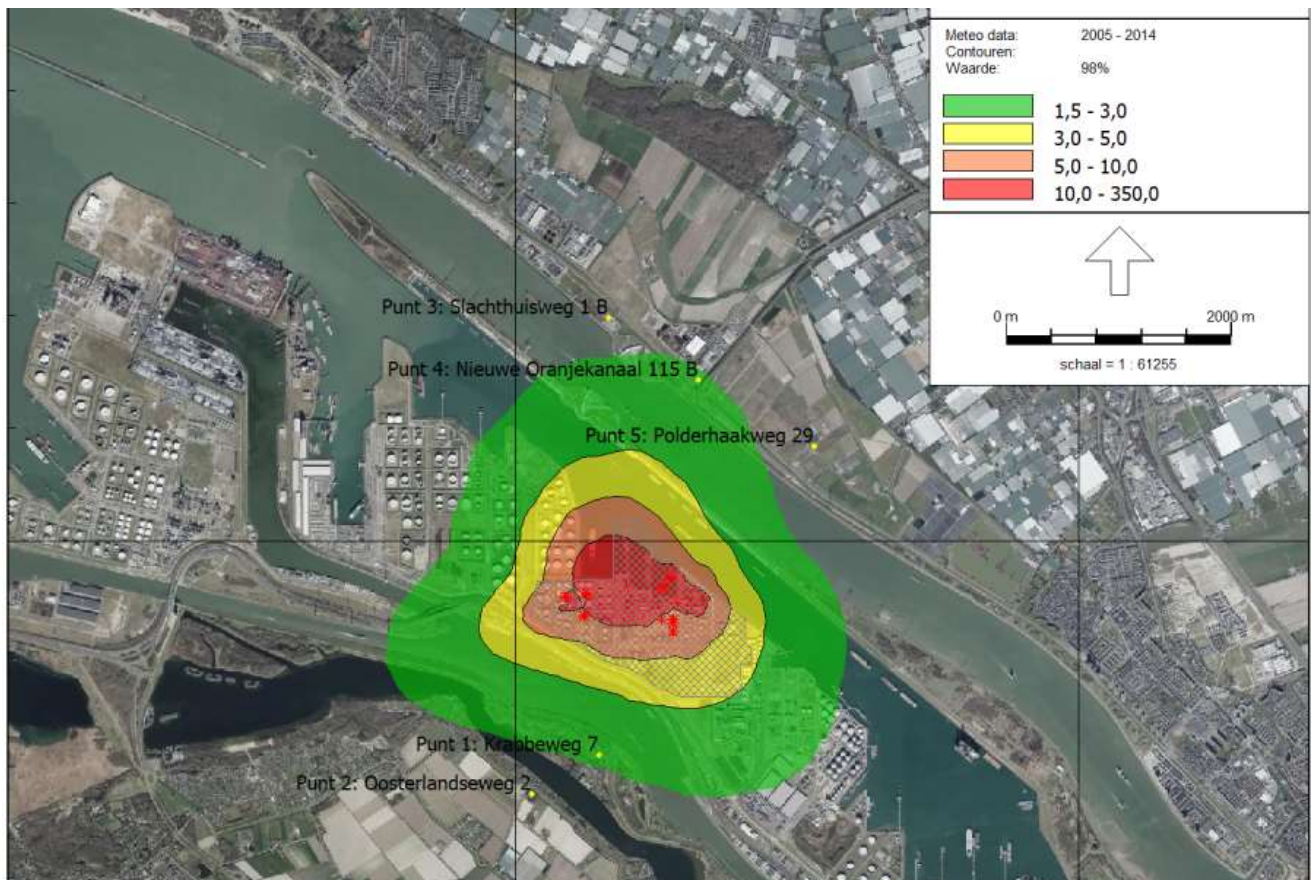 Meteo data: 2005 - 2014
Contouren:
Waarde: 98%
1,5 - 3,0
3,0 - 5,0
5,0 - 10,0
10,0 - 350,0
0 m 2000 m
schaal = 1 : 61255
Punt 3: Slachthuisweg 1 B
Punt 4: Nieuwe Oranjekanaal 115 B
Punt 5: Polderhaakweg 29
Punt 1: Krabbeweg 7
Punt 2: Oosterlandseweg 2